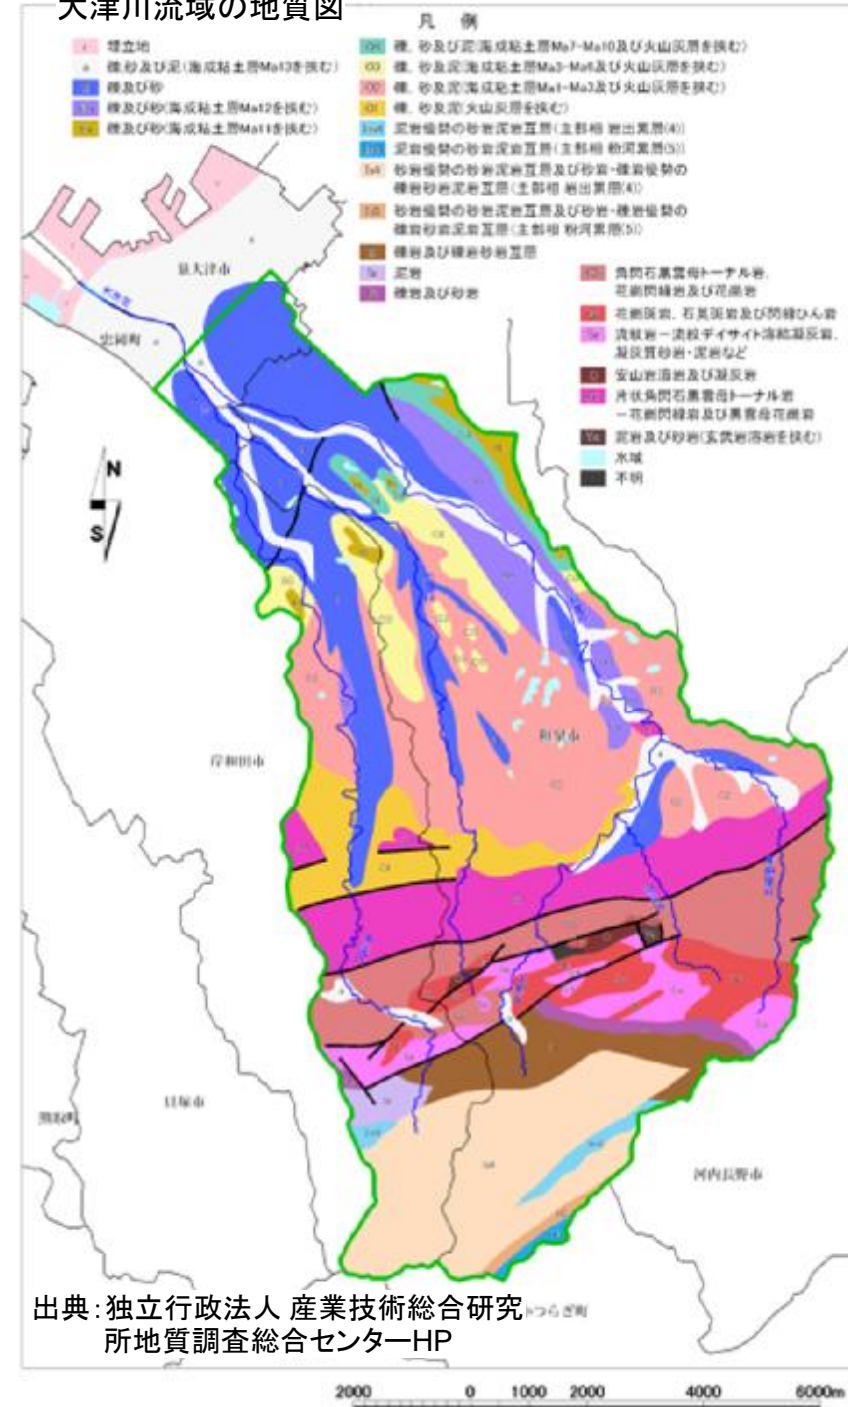 大津川流域の地質図
凡 例
埋立地
礫,砂及び泥(海成粘土層Ma13を挟む)
礫及び砂
礫及び砂(海成粘土層Ma12を挟む)
礫及び砂(海成粘土層Ma11を挟む)
礫、砂及び泥(海成粘土層Ma7-Ma10及び火山灰層を挟む)
礫、砂及泥(海成粘土層Ma3-Ma6及び火山灰層を挟む)
礫、砂及泥(海成粘土層Ma1-Ma3及び火山灰層を挟む)
礫、砂及泥(火山灰層を挟む)
泥岩優勢の砂岩泥岩互層(主部相 岩出累層(4))
泥岩優勢の砂岩泥岩互層(主部相 粉河累層(5))
砂岩優勢の砂岩泥岩互層及び砂岩-礫岩優勢の
礫岩砂岩泥岩互層(主部相 岩出累層(4))
砂岩優勢の砂岩泥岩互層及び砂岩-礫岩優勢の
礫岩砂岩泥岩互層(主部相 粉河累層(5))
礫岩及び礫岩砂岩互層
泥岩
礫岩及び砂岩
角閃石黒雲母トーナル岩、
花崗閃緑岩及び花崗岩
花崗斑岩、石英斑岩及び閃緑ひん岩
流紋岩-流紋デイサイト溶結凝灰岩、
凝灰質砂岩・泥岩など
安山岩溶岩及び凝灰岩
片状角閃石黒雲母トーナル岩
-花崗閃緑岩及び黒雲母花崗岩
泥岩及び砂岩(玄武岩溶岩を挟む)
水域
不明
泉大津市
忠岡町
N
S
和泉市
岸和田市
貝塚市
熊取町
河内長野市
かつらぎ町
出典：独立行政法人 産業技術総合研究
所地質調査総合センターHP
2000 0 1000 2000 4000 6000m